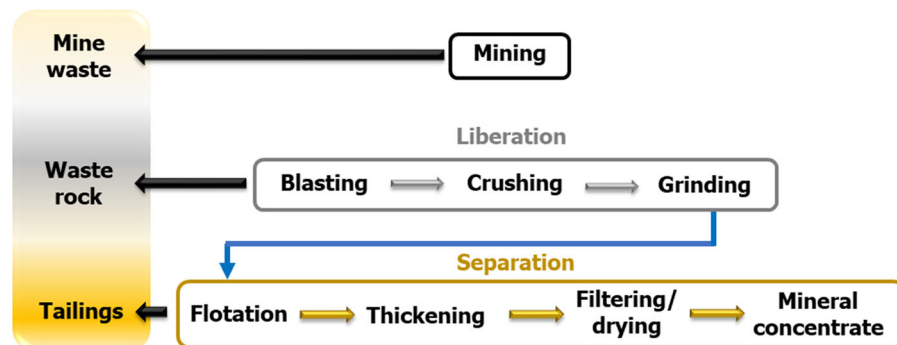 Mine
waste
Mining
Liberation
Waste
rock
Blasting
Crushing
Grinding
Separation
Tailings
Flotation
Thickening
Filtering/
drying
Mineral
concentrate